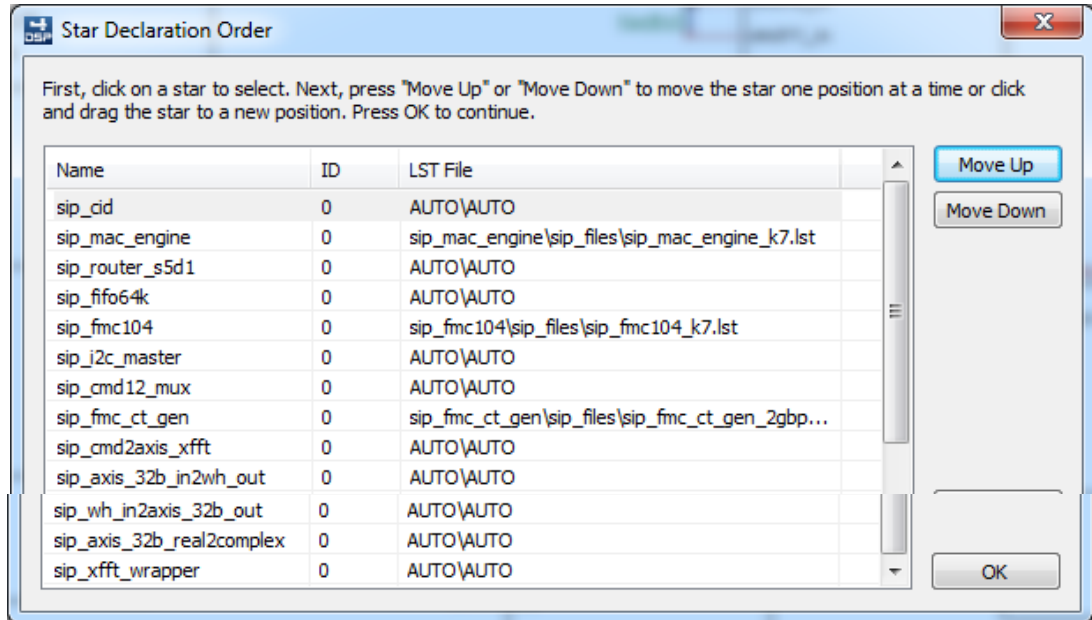 4DSP Star Declaration Order
First, click on a star to select. Next, press "Move Up" or "Move Down" to move the star one position at a time or click
and drag the star to a new position. Press OK to continue.
Name ID LST File
Move Up
sip_cid 0 AUTO\AUTO
Move Down
sip_mac_engine 0 sip_mac_engine\sip_files\sip_mac_engine_k7.lst
sip_router_s5d1 0 AUTO\AUTO
sip_fifo64k 0 AUTO\AUTO
sip_fmc104 0 sip_fmc104\sip_files\sip_fmc104_k7.lst
sip_i2c_master 0 AUTO\AUTO
sip_cmd12_mux 0 AUTO\AUTO
sip_fmc_ct_gen 0 sip_fmc_ct_gen\sip_files\sip_fmc_ct_gen_2gbp...
sip_cmd2axis_xfft 0 AUTO\AUTO
sip_axis_32b_in2wh_out 0 AUTO\AUTO
sip_wh_in2axis_32b_out 0 AUTO\AUTO
sip_axis_32b_real2complex 0 AUTO\AUTO
sip_xfft_wrapper 0 AUTO\AUTO
OK